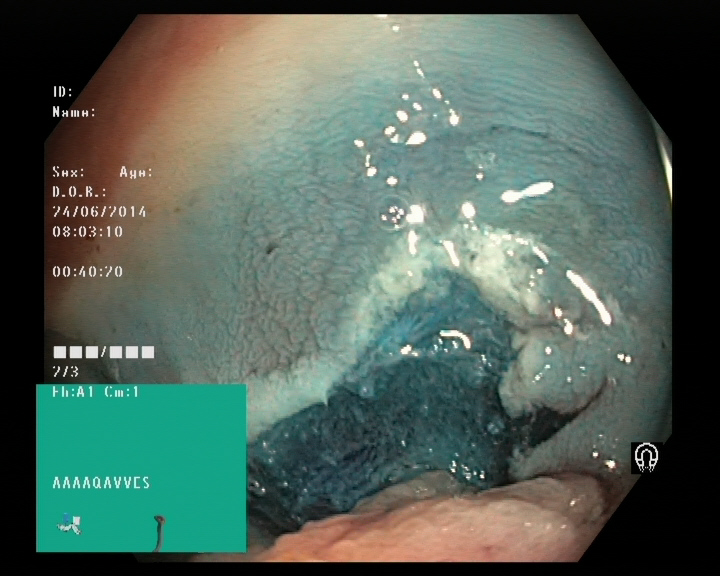 ID:
Name:
Sex: Age:
D.O.B.:
24/06/2014
08:03:10
00:40:20
■■■/■■■
2/3
Eh:A1 Cm:1
AAAAQAVVES